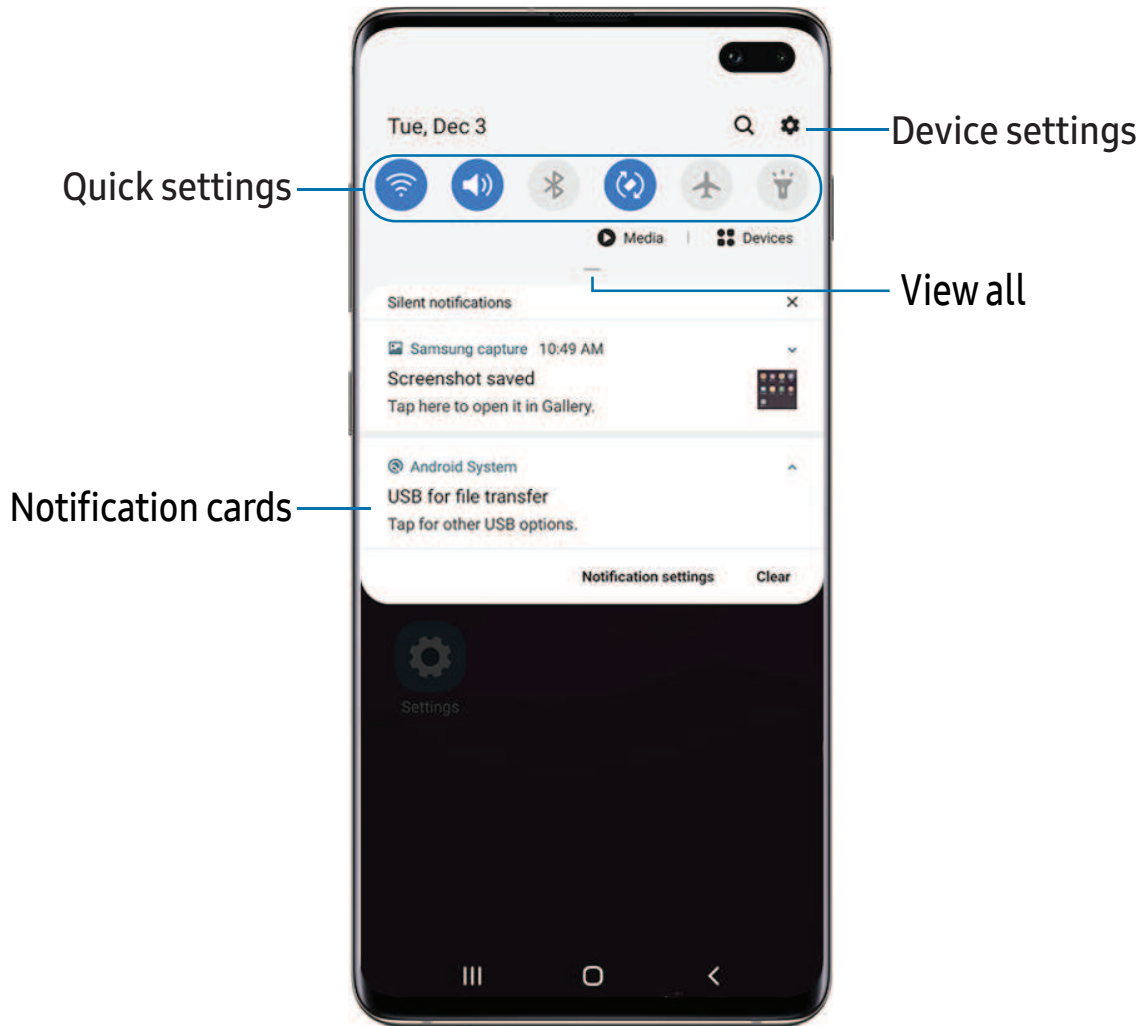 Tue, Dec 3
Device settings
Quick settings
Media
Devices
View all
Silent notifications
Samsung capture 10:49 AM
Screenshot saved
Tap here to open it in Gallery.
Android System
USB for file transfer
Notification cards
Tap for other USB options.
Notification settings Clear
Settings